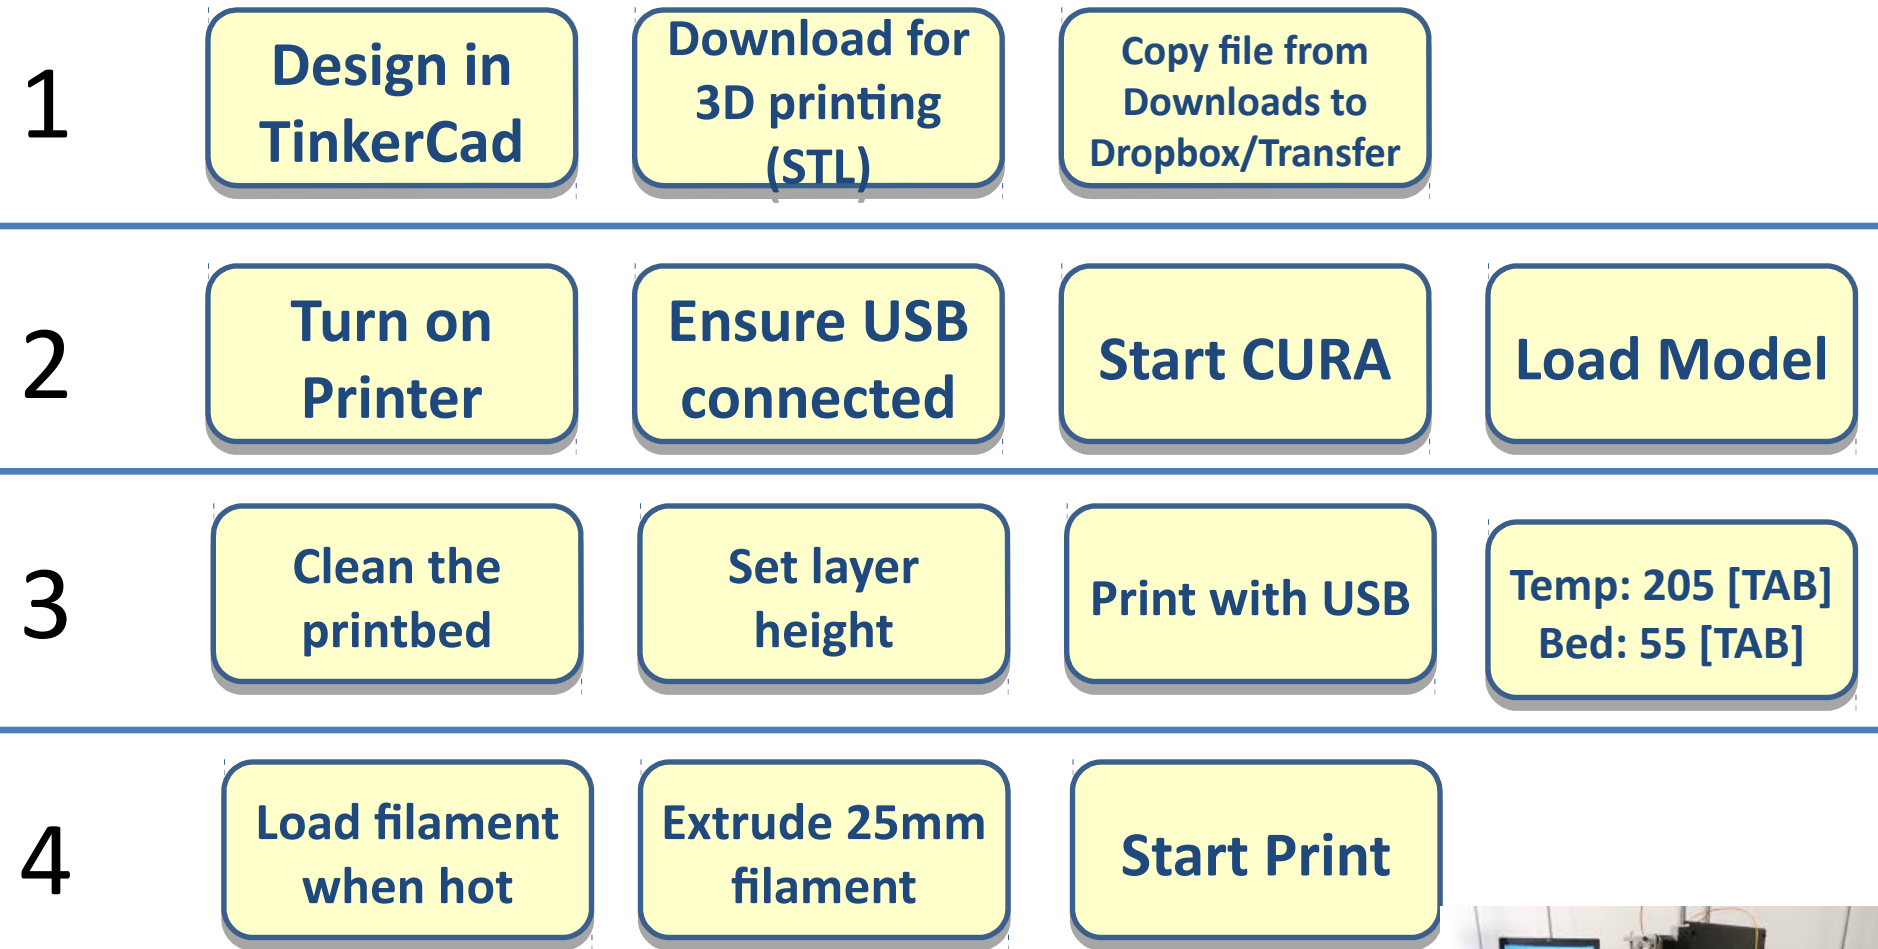 1
Design in
TinkerCad
Download for
3D printing
(STL)
Copy file from
Downloads to
Dropbox/Transfer
2
Turn on
Printer
Ensure USB
connected
Start CURA
Load Model
3
Clean the
printbed
Set layer
height
Print with USB
Temp: 205 [TAB]
Bed: 55 [TAB]
4
Load filament
when hot
Extrude 25mm
filament
Start Print